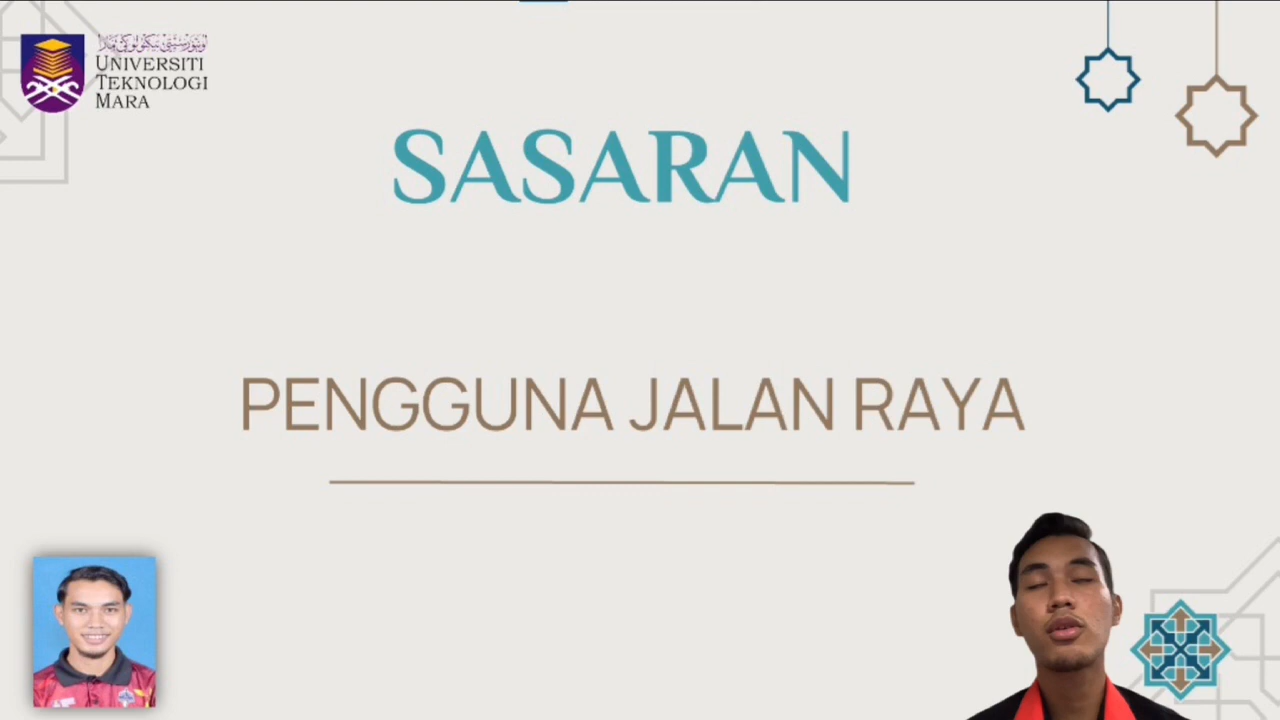 UNIVERSITI
TEKNOLOGI
MARA
SASARAN
PENGGUNA JALAN RAYA